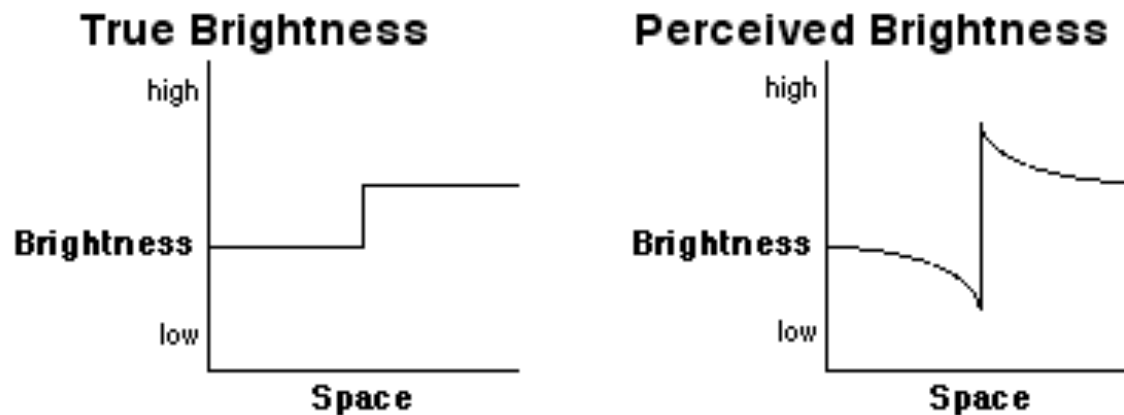 True Brightness
high
Brightness
low
Space
Perceived Brightness
high
Brightness
low
Space